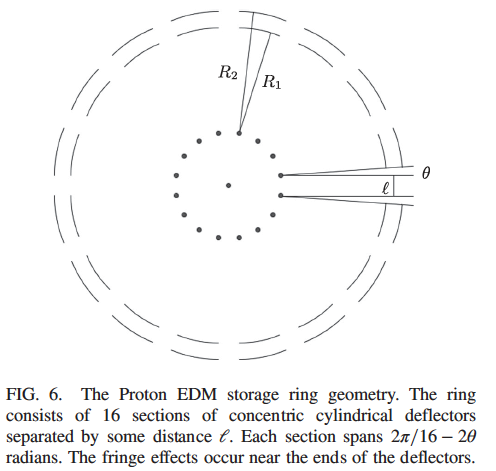 R₂
R₁
θ
ℓ
FIG. 6. The Proton EDM storage ring geometry. The ring
consists of 16 sections of concentric cylindrical deflectors
separated by some distance ℓ. Each section spans 2π/16 − 2θ
radians. The fringe effects occur near the ends of the deflectors.